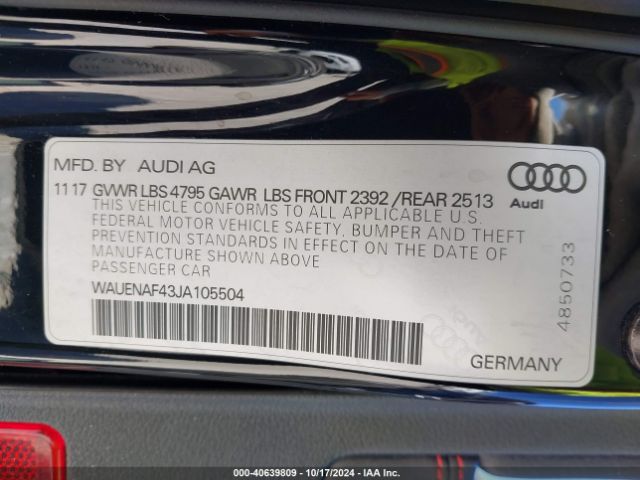 MFD. BY AUDI AG
11 17 GVWR LBS 4795 GAWR LBS FRONT 2392 /REAR 2513
THIS VEHICLE CONFORMS TO ALL APPLICABLE U.S.
FEDERAL MOTOR VEHICLE SAFETY, BUMPER AND THEFT
PREVENTION STANDARDS IN EFFECT ON THE DATE OF
MANUFACTURE SHOWN ABOVE
PASSENGER CAR
WAUENAF43JA105504
Audi
4850733
GERMANY
000-40639809 - 10/17/2024 - IAA Inc.